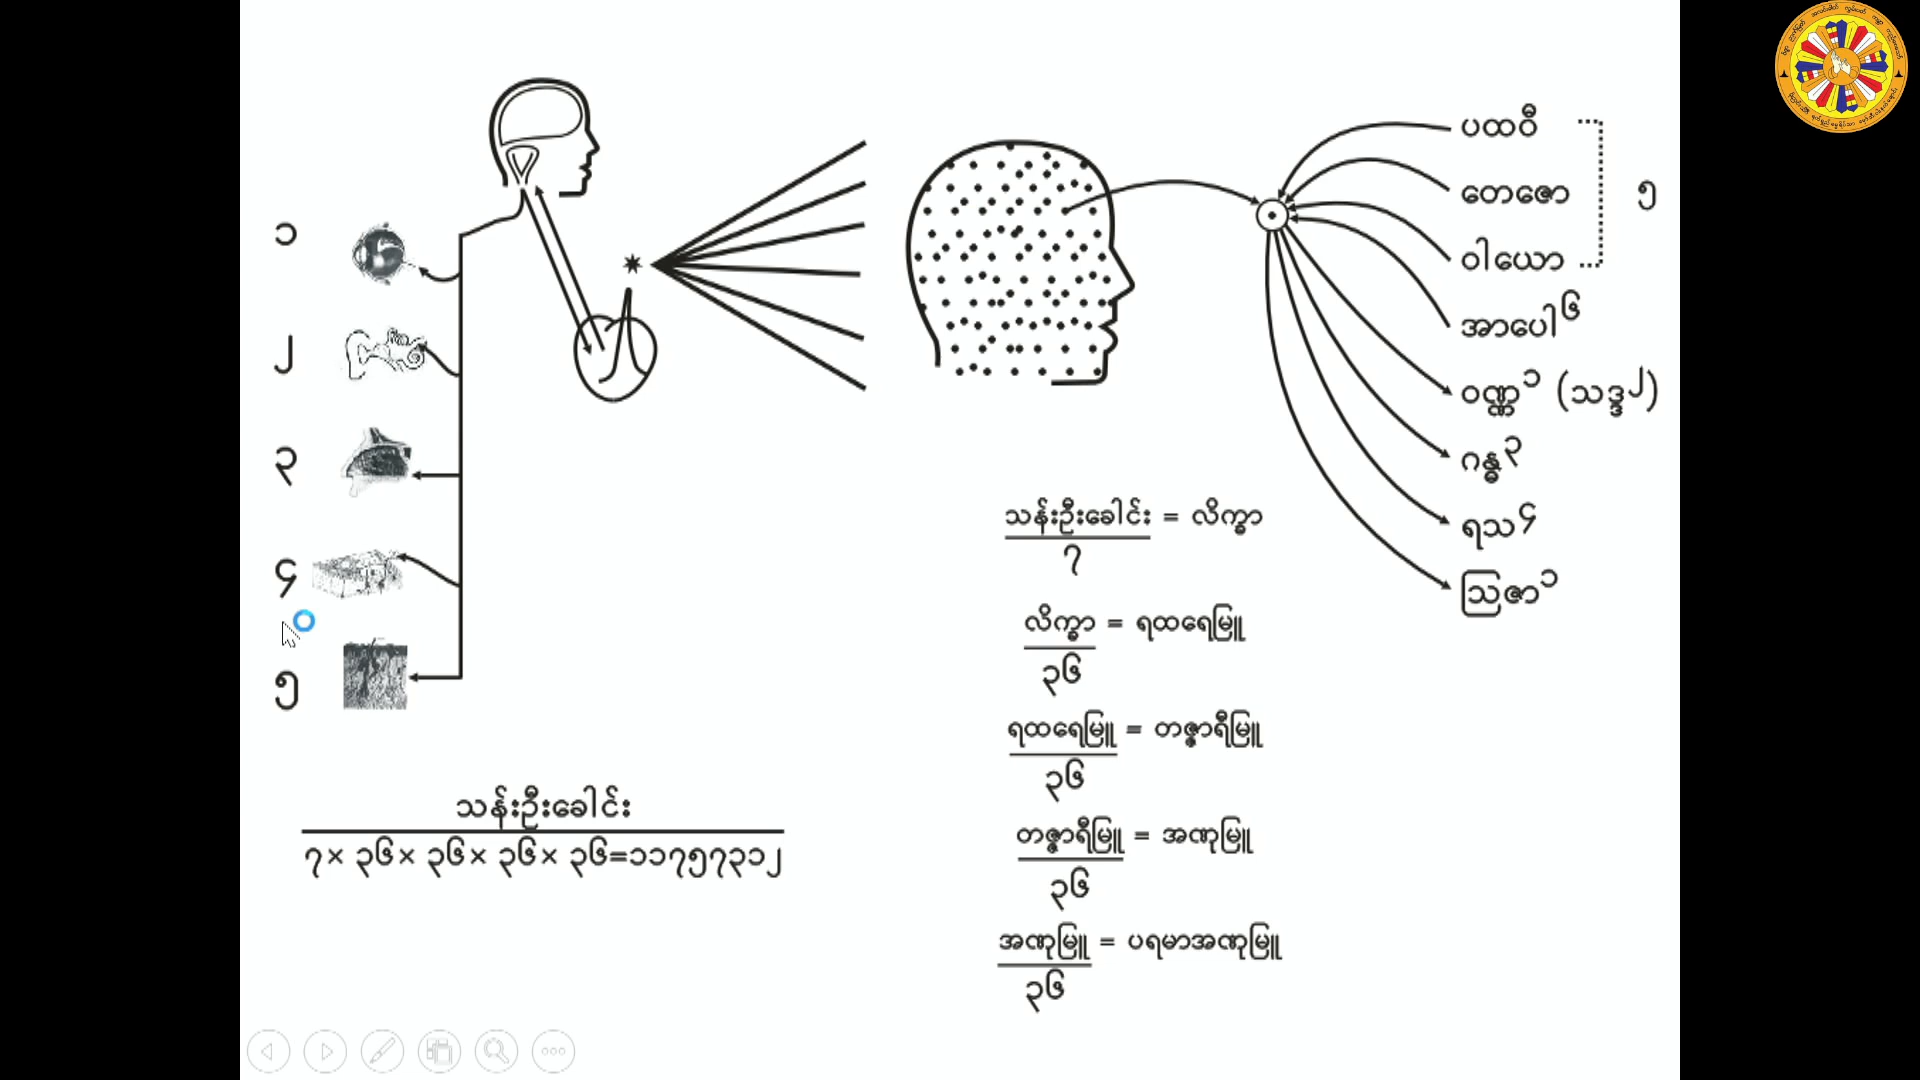 ၁
၂
၃
၄
၅
သန်းဦးခေါင်း
၇× ၃၆× ၃၆× ၃၆× ၃၆=၁၁၇၅၇၃၁၂
ပထဝီ
တေဇော
၅
ဝါယော
အာပေါ၆
ဝဏ္ဏ၁ (သဒ္ဒ၂)
ဂန္ဓ၃
ရသ၄
ဩဇာ၁
သန်းဦးခေါင်း = လိက္ခာ
၇
လိက္ခာ = ရထရေမြူ
၃၆
ရထရေမြူ = တဇ္ဇာရီမြူ
၃၆
တဇ္ဇာရီမြူ = အဏုမြူ
၃၆
အဏုမြူ = ပရမာအဏုမြူ
၃၆